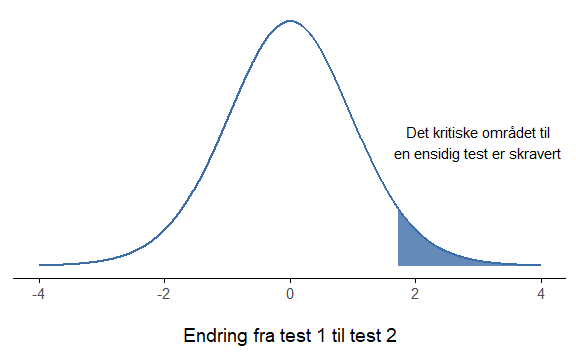 Det kritiske området til
en ensidig test er skravert
-4 -2 0 2 4
Endring fra test 1 til test 2